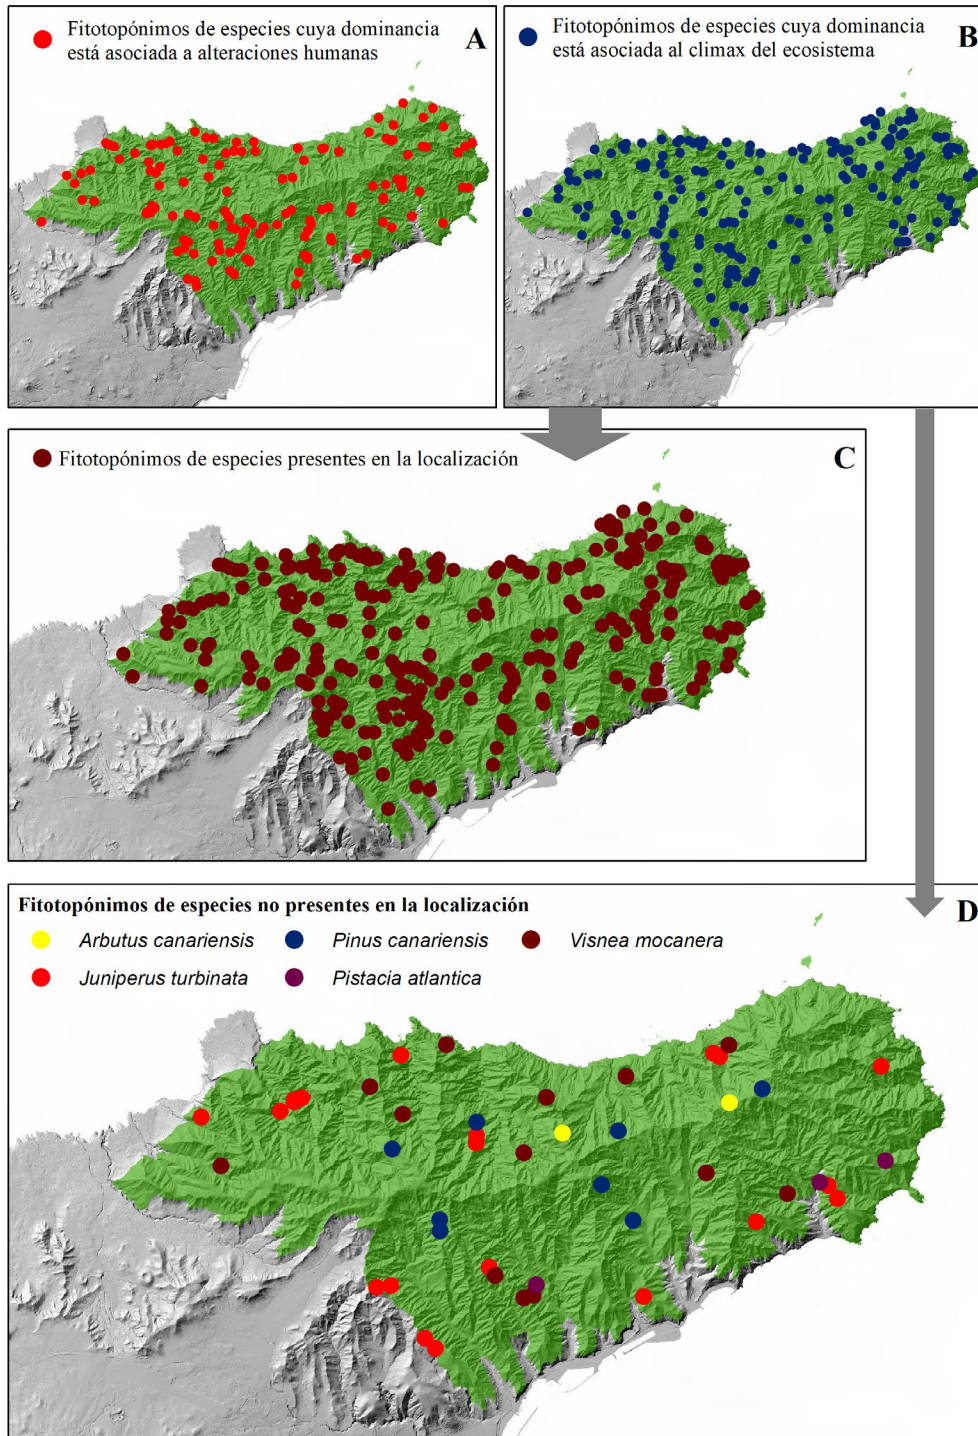 Fitotopónimos de especies cuya dominancia
está asociada a alteraciones humanas
A
Fitotopónimos de especies cuya dominancia
está asociada al climax del ecosistema
B
Fitotopónimos de especies presentes en la localización
C
Fitotopónimos de especies no presentes en la localización
D
Arbutus canariensis
Pinus canariensis
Visnea mocanera
Juniperus turbinata
Pistacia atlantica